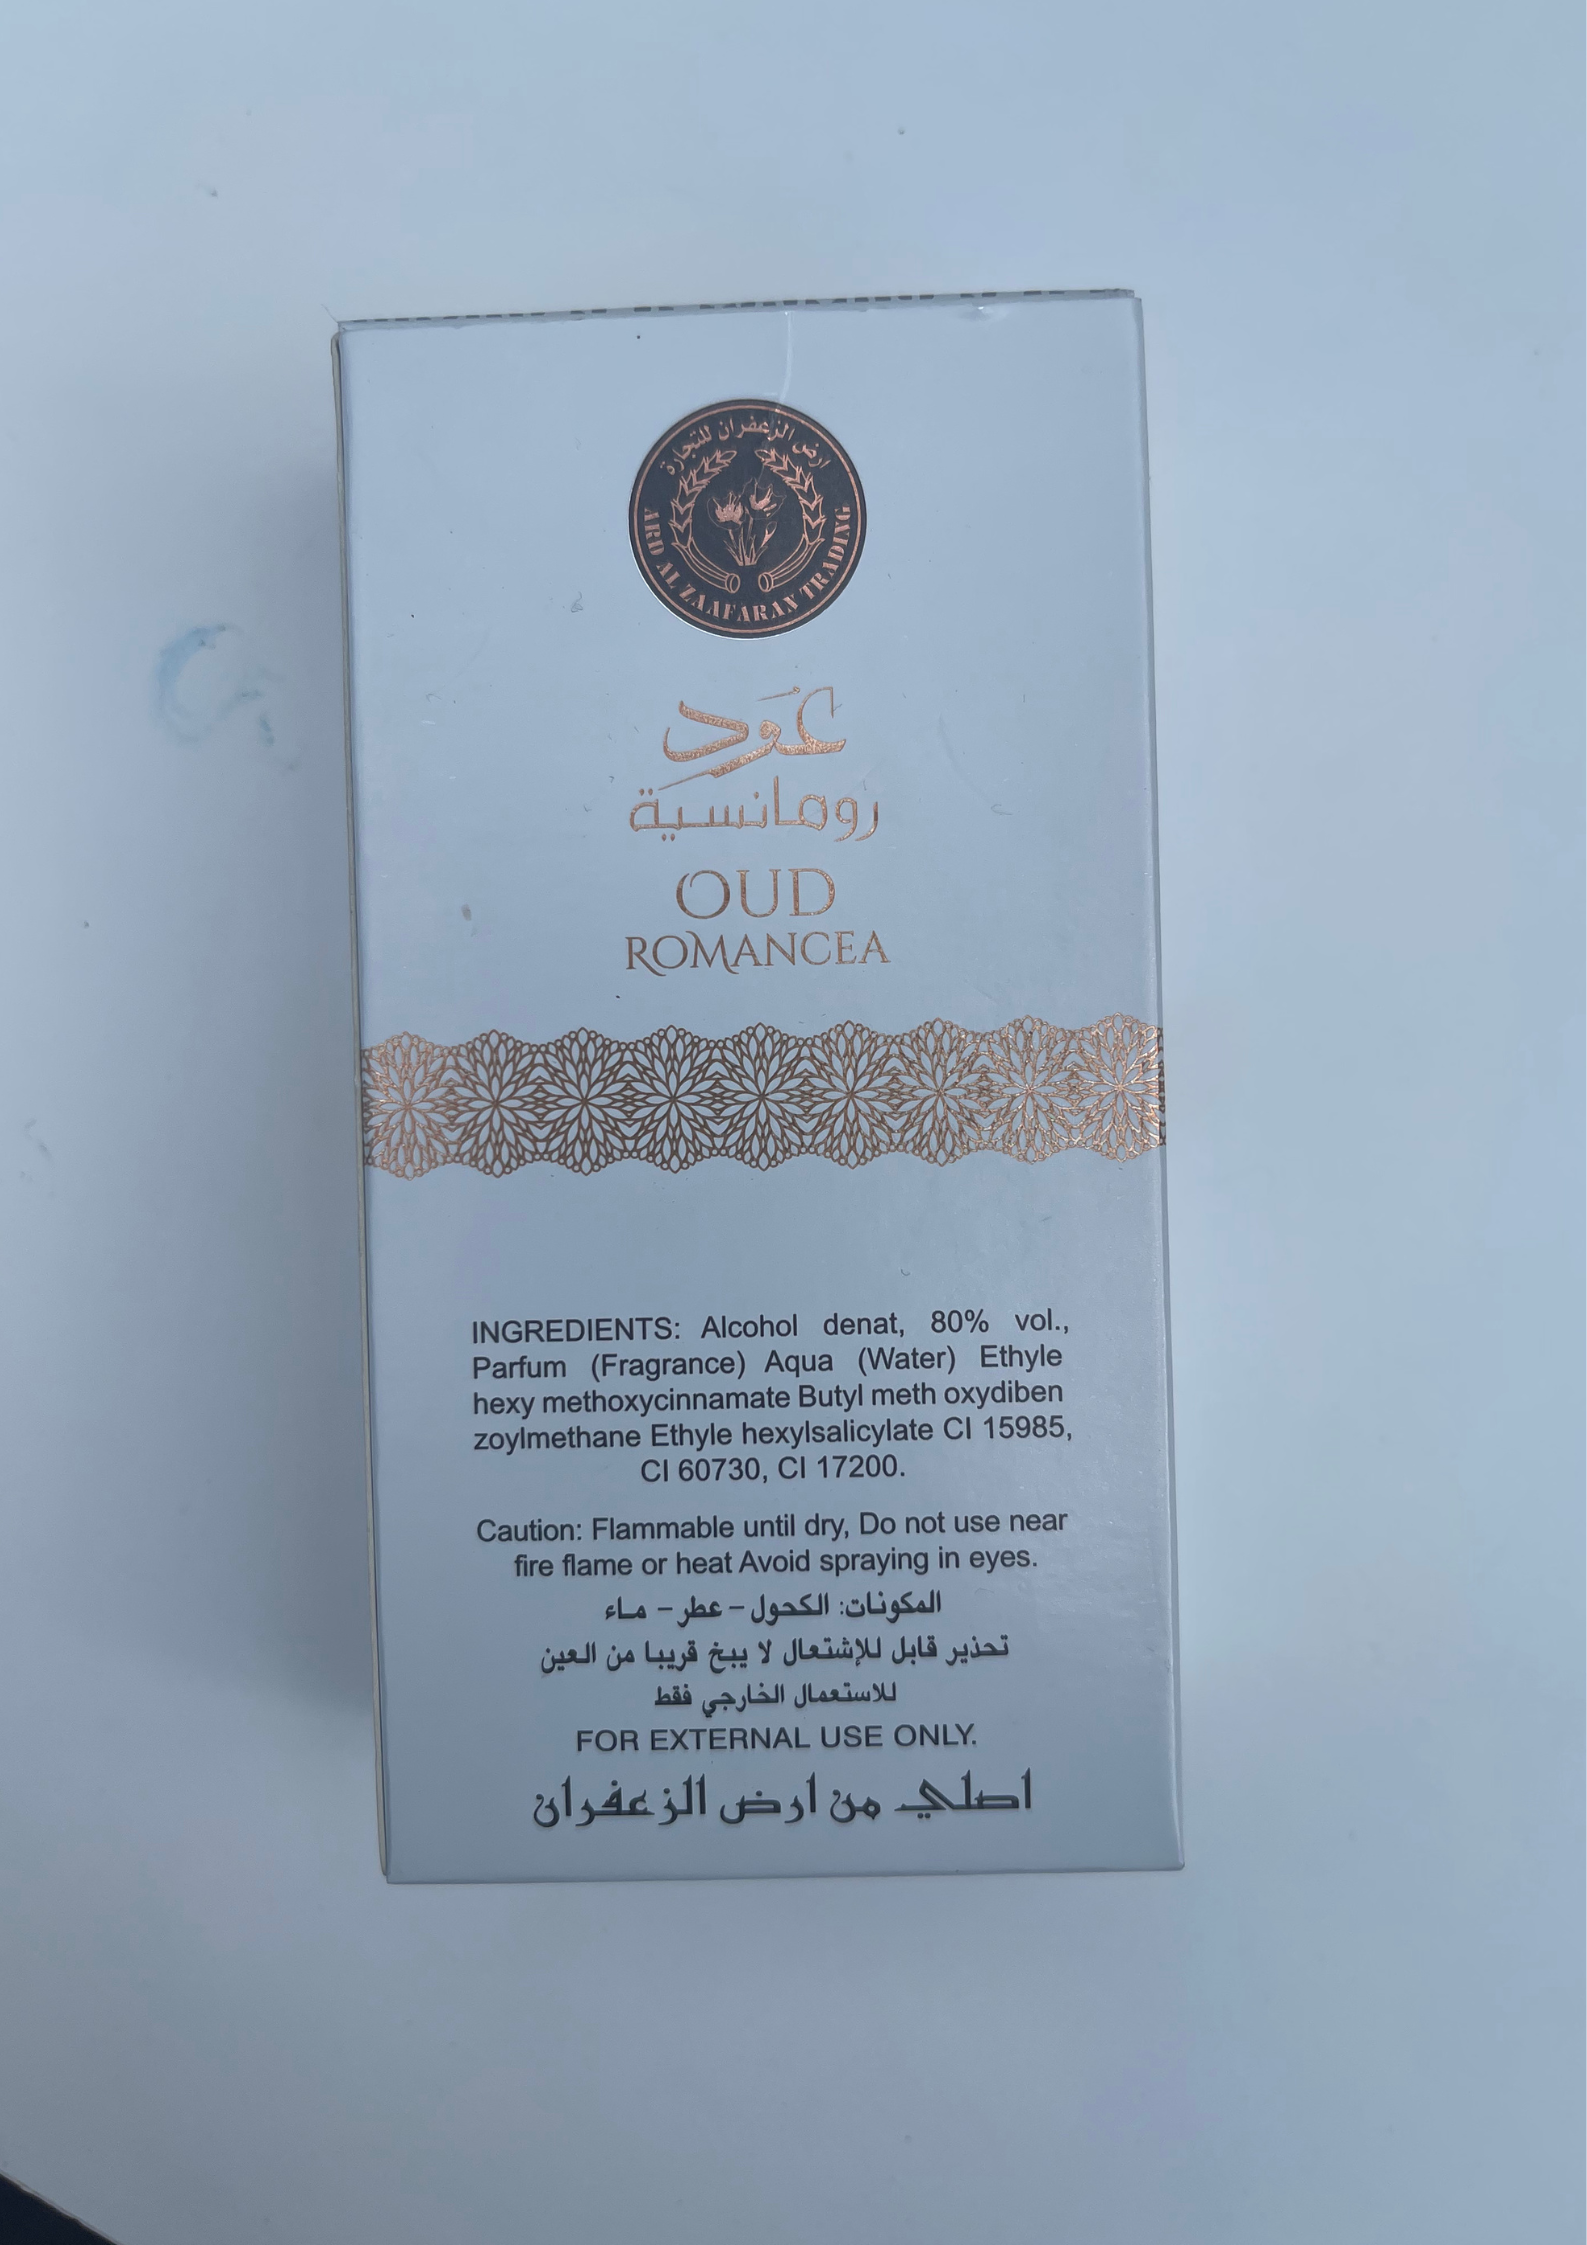 ارض الزعفران للتجارة
ARD AL ZAAFARAN TRADING
عود
رومانسية
OUD
ROMANCEA
INGREDIENTS: Alcohol denat, 80% vol.,
Parfum (Fragrance) Aqua (Water) Ethyle
hexy methoxycinnamate Butyl meth oxydiben
zoylmethane Ethyle hexylsalicylate CI 15985,
CI 60730, CI 17200.
Caution: Flammable until dry, Do not use near
fire flame or heat Avoid spraying in eyes.
المكونات: الكحول - عطر - ماء
تحذير قابل للإشتعال لا يبخ قريبا من العين
للاستعمال الخارجي فقط
FOR EXTERNAL USE ONLY.
اصلي من ارض الزعفران